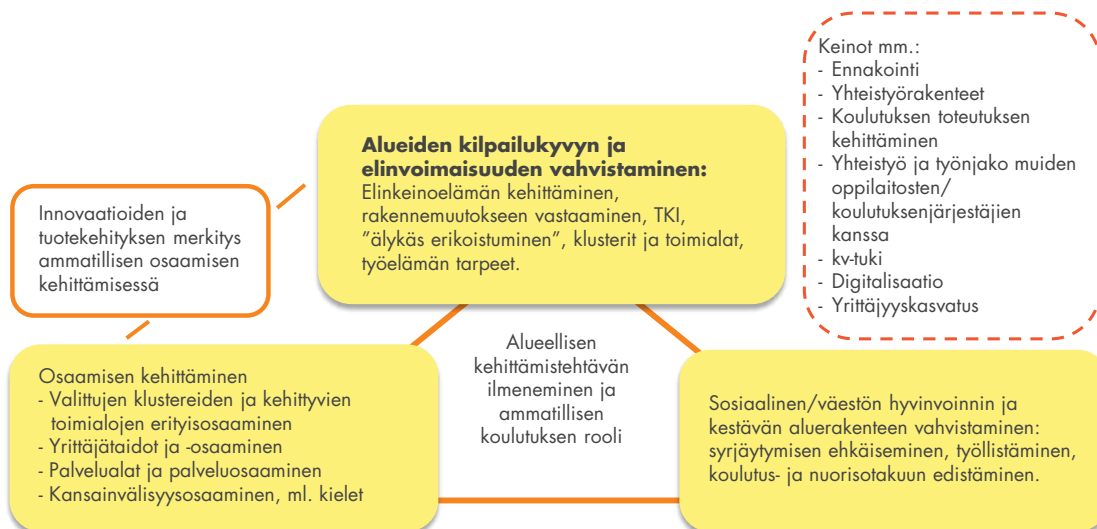 Keinot mm.:
- Ennakointi
- Yhteistyörakenteet
- Koulutuksen toteutuksen
kehittäminen
- Yhteistyö ja työnjako muiden
oppilaitosten/
koulutuksenjärjestäjien
kanssa
- kv-tuki
- Digitalisaatio
- Yrittäjyyskasvatus
Alueiden kilpailukyvyn ja
elinvoimaisuuden vahvistaminen:
Elinkeinoelämän kehittäminen,
rakennemuutokseen vastaaminen, TKI,
”älykäs erikoistuminen”, klusterit ja toimialat,
työelämän tarpeet.
Innovaatioiden ja
tuotekehityksen merkitys
ammatillisen osaamisen
kehittämisessä
Alueellisen
kehittämistehtävän
ilmeneminen ja
ammatillisen
koulutuksen rooli
Osaamisen kehittäminen
- Valittujen klustereiden ja kehittyvien
toimialojen erityisosaaminen
- Yrittäjätaidot ja -osaaminen
- Palvelualat ja palveluosaaminen
- Kansainvälisyysosaaminen, ml. kielet
Sosiaalinen/väestön hyvinvoinnin ja
kestävän aluerakenteen vahvistaminen:
syrjäytymisen ehkäiseminen, työllistäminen,
koulutus- ja nuorisotakuun edistäminen.